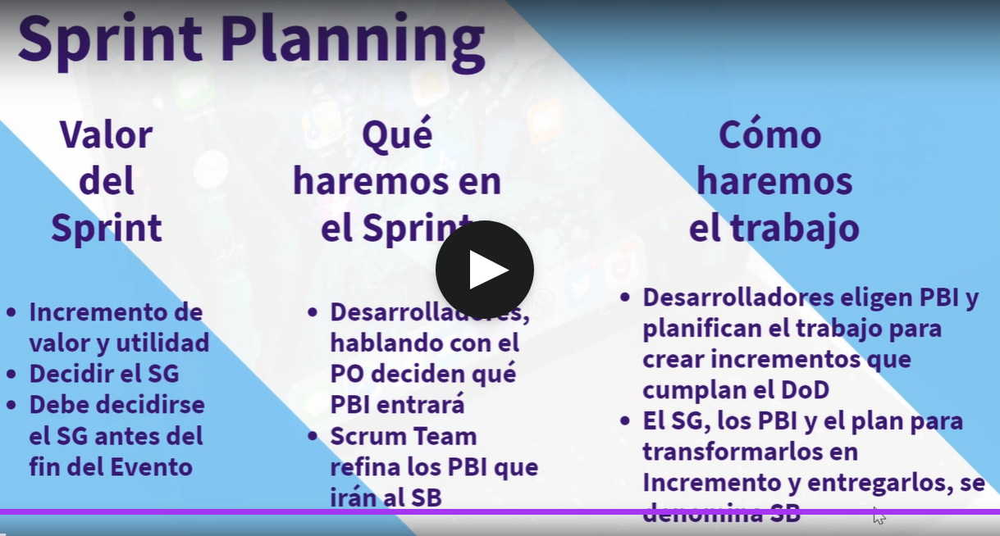 Sprint Planning
Valor
del
Sprint
Qué
haremos en
el Sprint
Cómo
haremos
el trabajo
Incremento de
valor y utilidad
Decidir el SG
Debe decidirse
el SG antes del
fin del Evento
Desarrolladores,
hablando con el
PO deciden qué
PBI entrará
Scrum Team
refina los PBI que
irán al SB
Desarrolladores eligen PBI y
planifican el trabajo para
crear incrementos que
cumplan el DoD
El SG, los PBI y el plan para
transformarlos en
Incremento y entregarlos, se
denomina SB